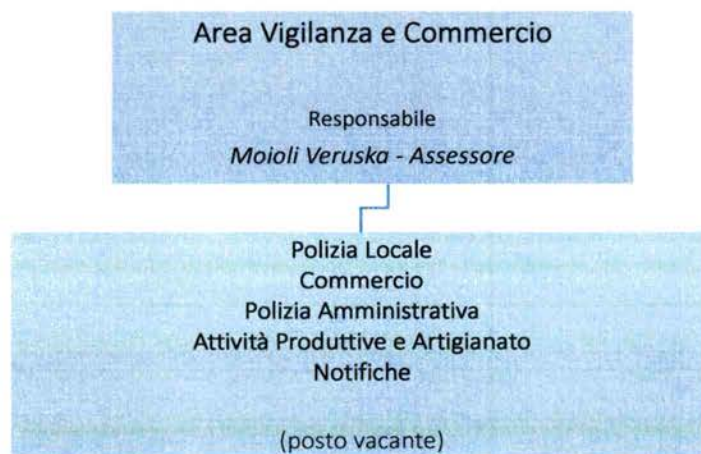 Area Vigilanza e Commercio
Responsabile
Moioli Veruska - Assessore
Polizia Locale
Commercio
Polizia Amministrativa
Attività Produttive e Artigianato
Notifiche
(posto vacante)